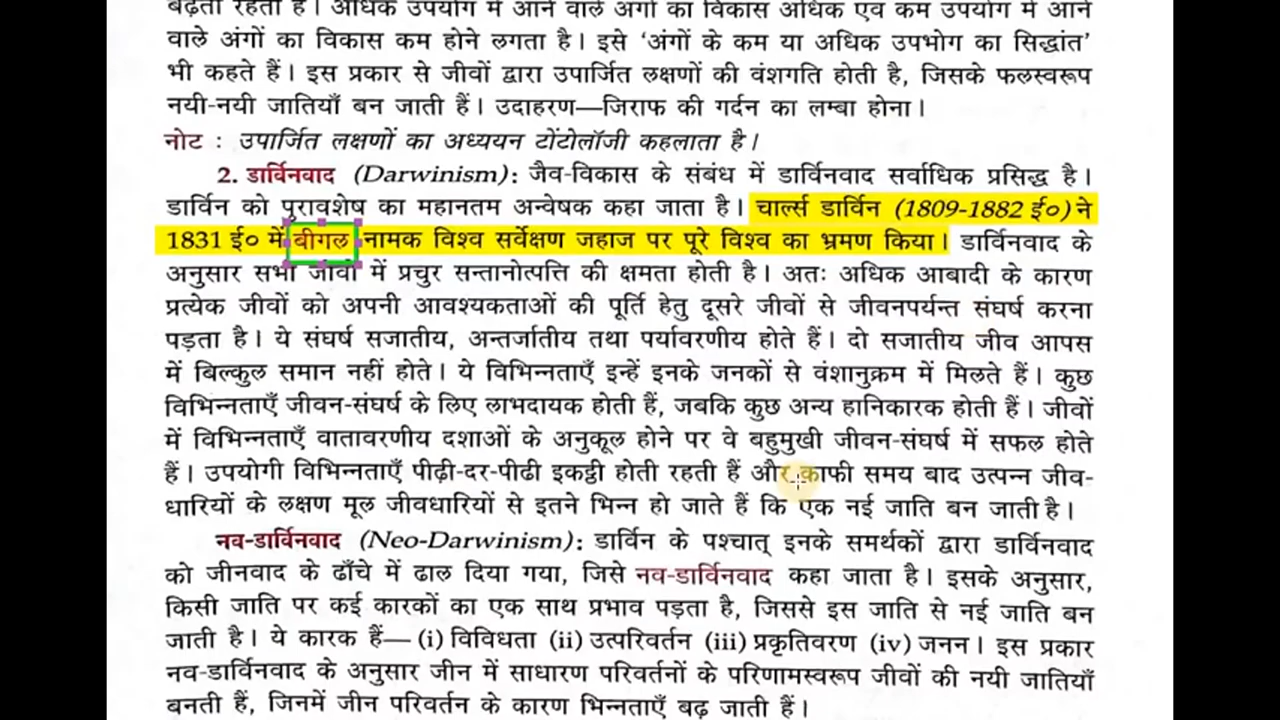 बढ़ता रहता है। अधिक उपयोग में आने वाले अंगों का विकास अधिक एवं कम उपयोग में आने
वाले अंगों का विकास कम होने लगता है। इसे ‘अंगों के कम या अधिक उपभोग का सिद्धांत’
भी कहते हैं। इस प्रकार से जीवों द्वारा उपार्जित लक्षणों की वंशगति होती है, जिसके फलस्वरूप
नयी-नयी जातियाँ बन जाती हैं। उदाहरण—जिराफ की गर्दन का लम्बा होना।
नोट : उपार्जित लक्षणों का अध्ययन टोंटोलॉजी कहलाता है।
2. डार्विनवाद (Darwinism): जैव-विकास के संबंध में डार्विनवाद सर्वाधिक प्रसिद्ध है।
डार्विन को पुरावशेष का महानतम अन्वेषक कहा जाता है। चार्ल्स डार्विन (1809-1882 ई०) ने
1831 ई० में बीगल नामक विश्व सर्वेक्षण जहाज पर पूरे विश्व का भ्रमण किया। डार्विनवाद के
अनुसार सभी जीवों में प्रचुर सन्तानोत्पत्ति की क्षमता होती है। अतः अधिक आबादी के कारण
प्रत्येक जीवों को अपनी आवश्यकताओं की पूर्ति हेतु दूसरे जीवों से जीवनपर्यन्त संघर्ष करना
पड़ता है। ये संघर्ष सजातीय, अन्तर्जातीय तथा पर्यावरणीय होते हैं। दो सजातीय जीव आपस
में बिल्कुल समान नहीं होते। ये विभिन्नताएँ इन्हें इनके जनकों से वंशानुक्रम में मिलते हैं। कुछ
विभिन्नताएँ जीवन-संघर्ष के लिए लाभदायक होती हैं, जबकि कुछ अन्य हानिकारक होती हैं। जीवों
में विभिन्नताएँ वातावरणीय दशाओं के अनुकूल होने पर वे बहुमुखी जीवन-संघर्ष में सफल होते
हैं। उपयोगी विभिन्नताएँ पीढ़ी-दर-पीढी इकट्ठी होती रहती हैं और काफी समय बाद उत्पन्न जीव-
धारियों के लक्षण मूल जीवधारियों से इतने भिन्न हो जाते हैं कि एक नई जाति बन जाती है।
नव-डार्विनवाद (Neo-Darwinism): डार्विन के पश्चात् इनके समर्थकों द्वारा डार्विनवाद
को जीनवाद के ढाँचे में ढाल दिया गया, जिसे नव-डार्विनवाद कहा जाता है। इसके अनुसार,
किसी जाति पर कई कारकों का एक साथ प्रभाव पड़ता है, जिससे इस जाति से नई जाति बन
जाती है। ये कारक हैं— (i) विविधता (ii) उत्परिवर्तन (iii) प्रकृतिवरण (iv) जनन। इस प्रकार
नव-डार्विनवाद के अनुसार जीन में साधारण परिवर्तनों के परिणामस्वरूप जीवों की नयी जातियाँ
बनती हैं, जिनमें जीन परिवर्तन के कारण भिन्नताएँ बढ़ जाती हैं।